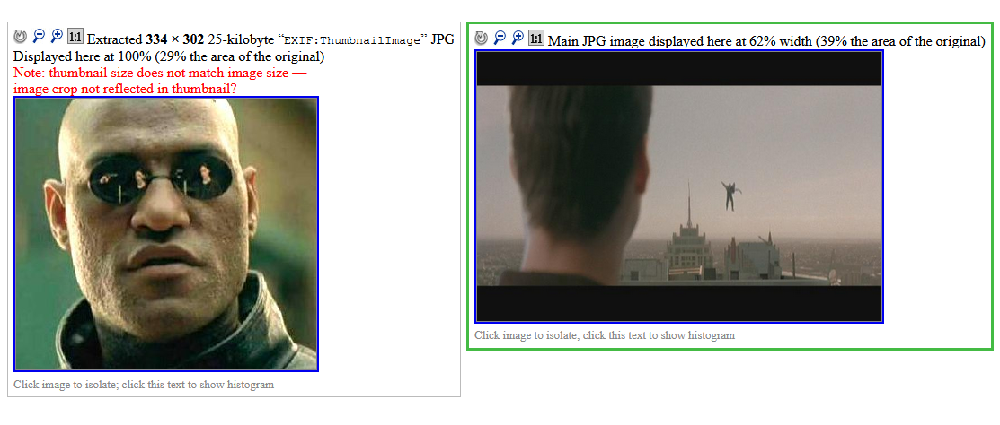 1:1 Extracted 334 × 302 25-kilobyte “EXIF:ThumbnailImage” JPG
Displayed here at 100% (29% the area of the original)
Note: thumbnail size does not match image size —
image crop not reflected in thumbnail?
Click image to isolate; click this text to show histogram
1:1 Main JPG image displayed here at 62% width (39% the area of the original)
Click image to isolate; click this text to show histogram